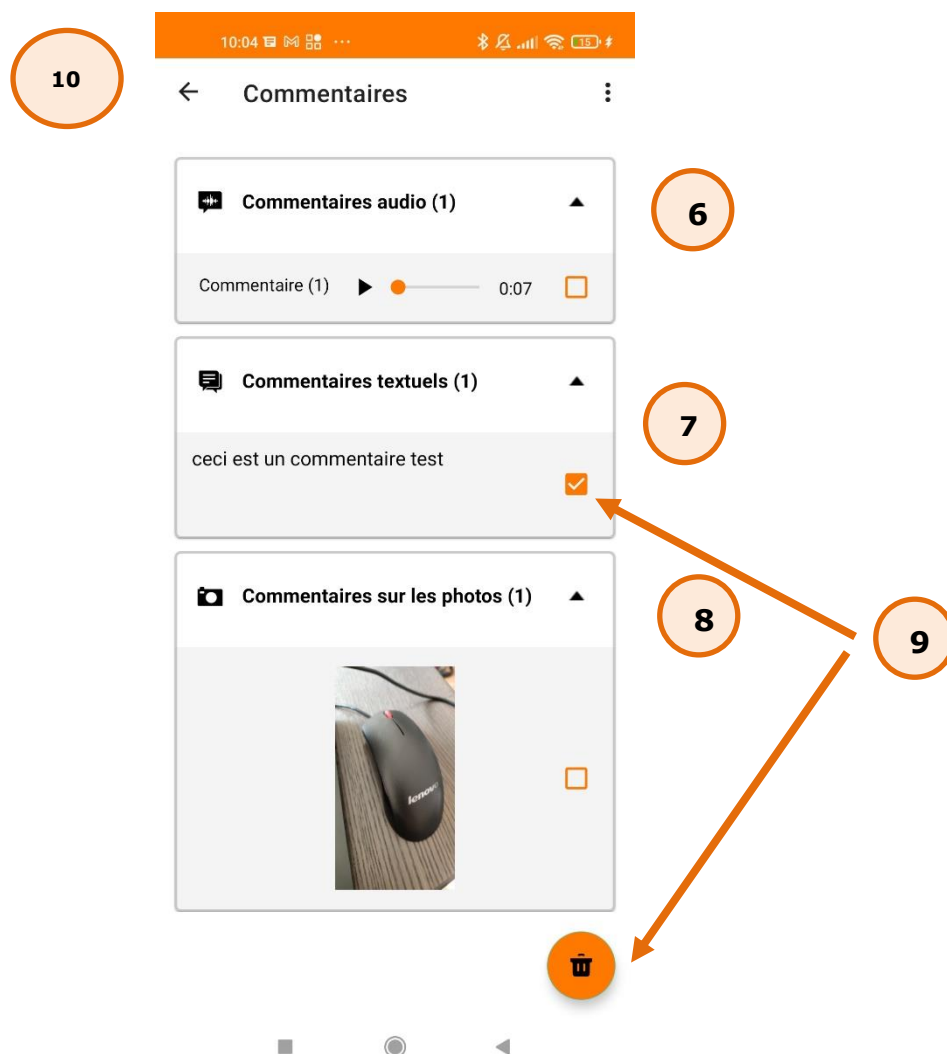 10:04
15
10
Commentaires
Commentaires audio (1)
6
Commentaire (1) 0:07
Commentaires textuels (1)
7
ceci est un commentaire test
Commentaires sur les photos (1)
8
9
lenovo